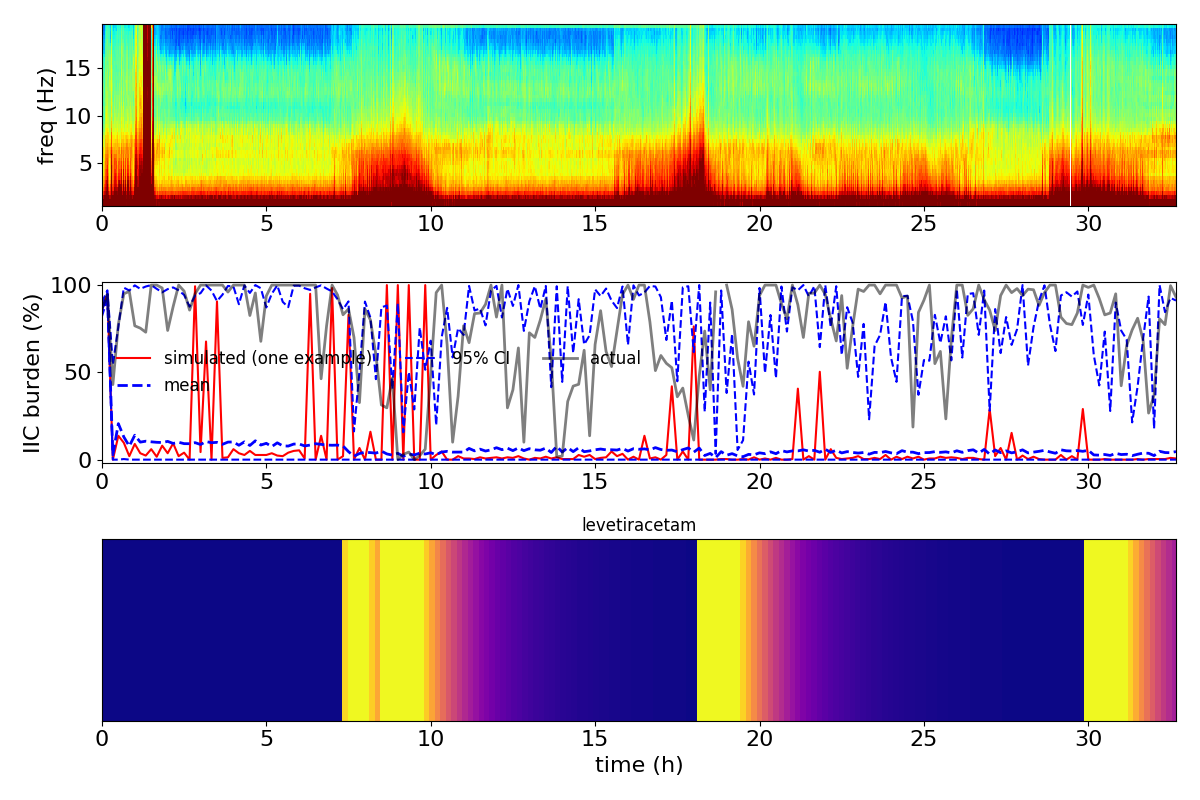 freq (Hz)
15
10
5
0 5 10 15 20 25 30
IIC burden (%)
100
50
0
simulated (one example) 95% CI actual
mean
0 5 10 15 20 25 30
levetiracetam
0 5 10 15 20 25 30
time (h)